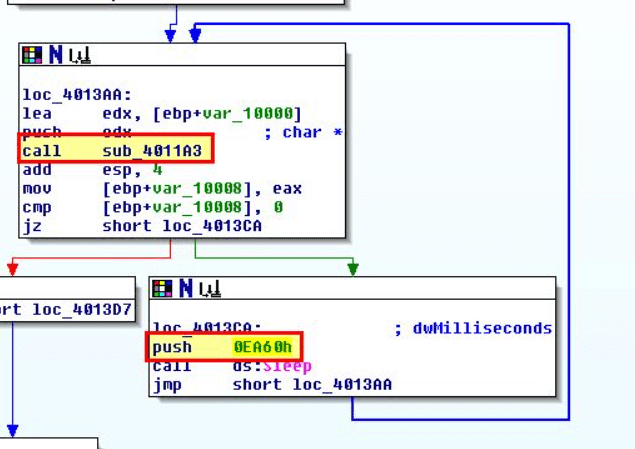 loc_4013AA:
lea edx, [ebp+var_10000]
push edx ; char *
call sub_4011A3
add esp, 4
mov [ebp+var_10008], eax
cmp [ebp+var_10008], 0
jz short loc_4013CA
rt loc_4013D7
loc_4013CA: ; dwMilliseconds
push 0EA60h
call ds:Sleep
jmp short loc_4013AA